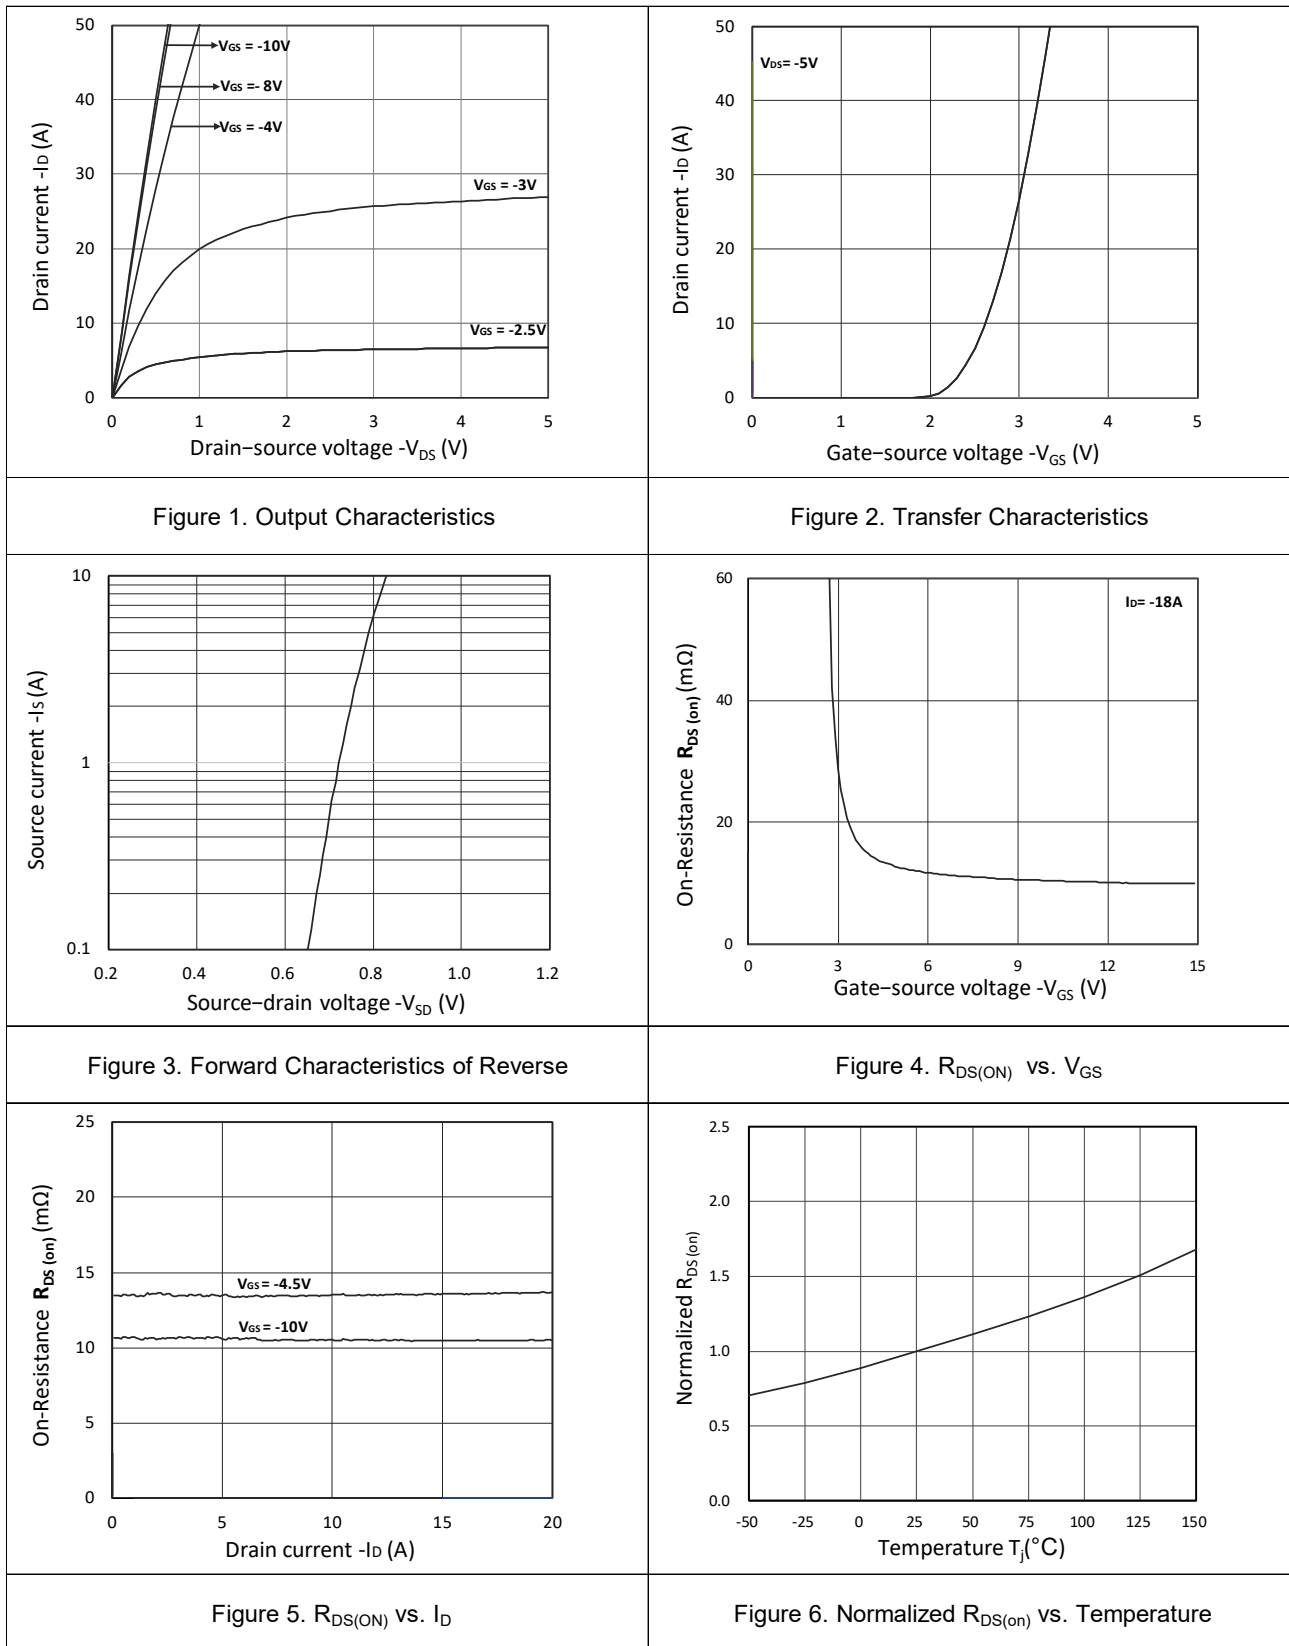 50
40
30
20
10
0
Drain current -ID (A)
VGS = -10V
VGS =- 8V
VGS = -4V
VGS = -3V
VGS = -2.5V
0 1 2 3 4 5
Drain−source voltage -VDS (V)
Figure 1. Output Characteristics
50
40
30
20
10
0
Drain current -ID (A)
VDS= -5V
0 1 2 3 4 5
Gate−source voltage -VGS (V)
Figure 2. Transfer Characteristics
10
1
0.1
Source current -IS (A)
0.2 0.4 0.6 0.8 1.0 1.2
Source−drain voltage -VSD (V)
Figure 3. Forward Characteristics of Reverse
60
40
20
0
On-Resistance RDS (on) (mΩ)
ID= -18A
0 3 6 9 12 15
Gate−source voltage -VGS (V)
Figure 4. RDS(ON) vs. VGS
25
20
15
10
5
0
On-Resistance RDS (on) (mΩ)
VGS = -4.5V
VGS = -10V
0 5 10 15 20
Drain current -ID (A)
Figure 5. RDS(ON) vs. ID
2.5
2.0
1.5
1.0
0.5
0.0
Normalized RDS (on)
-50 -25 0 25 50 75 100 125 150
Temperature Tj(°C)
Figure 6. Normalized RDS(on) vs. Temperature